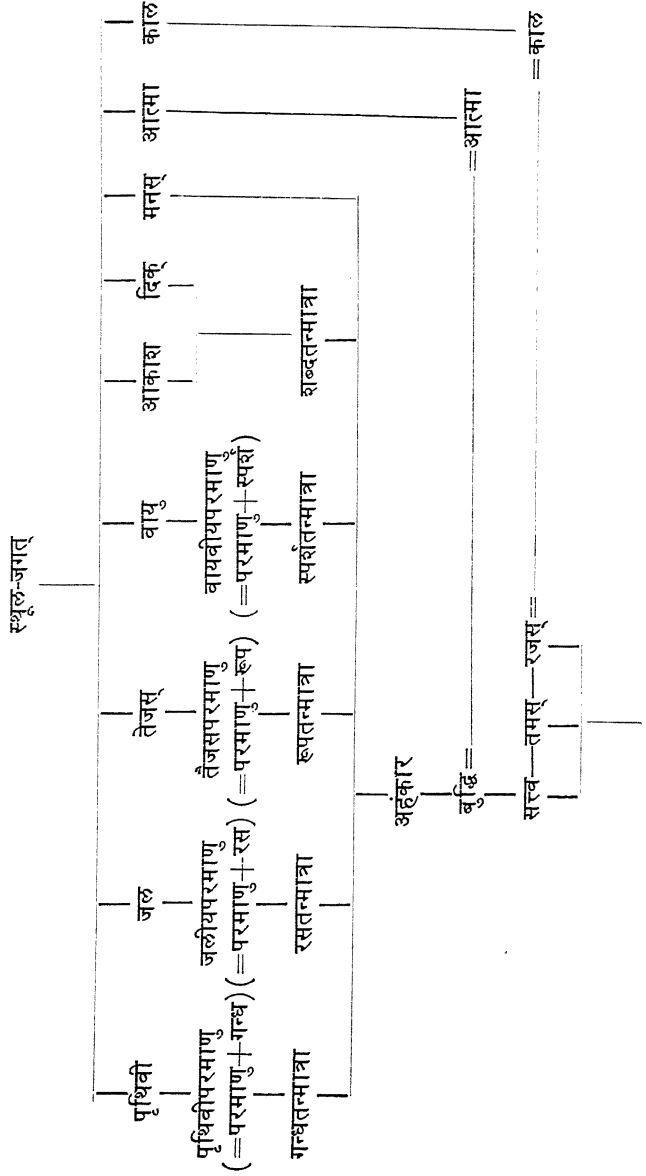 स्थूल-जगत्
पृथिवी जल तेजस् वायु आकाश दिक् मनस् आत्मा काल
पृथिवीपरमाणु जलीयपरमाणु तैजसपरमाणु वायवीयपरमाणु
(=परमाणु+गन्ध) (=परमाणु+रस) (=परमाणु+रूप) (=परमाणु+स्पर्श)
गन्धतन्मात्रा रसतन्मात्रा रूपतन्मात्रा स्पर्शतन्मात्रा शब्दतन्मात्रा
अहंकार
बुद्धि= =आत्मा
सत्त्व—तमस्—रजस्= =काल